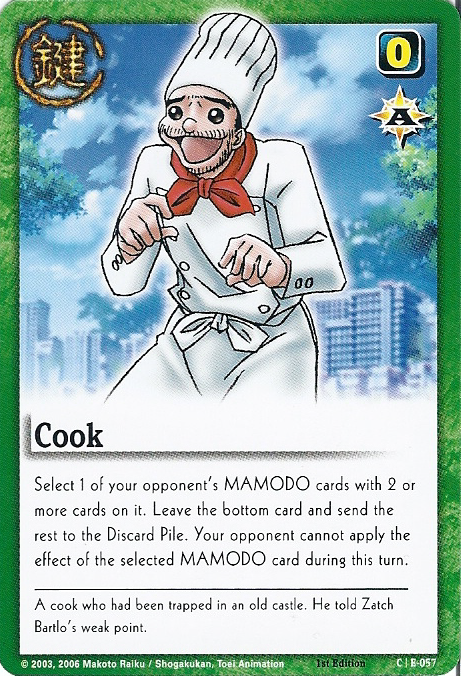 鍵
0
A
Cook
Select 1 of your opponent's MAMODO cards with 2 or
more cards on it. Leave the bottom card and send the
rest to the Discard Pile. Your opponent cannot apply the
effect of the selected MAMODO card during this turn.
A cook who had been trapped in an old castle. He told Zatch
Bartlo's weak point.
© 2003, 2006 Makoto Raiku / Shogakukan, Toei Animation 1st Edition C | E-057